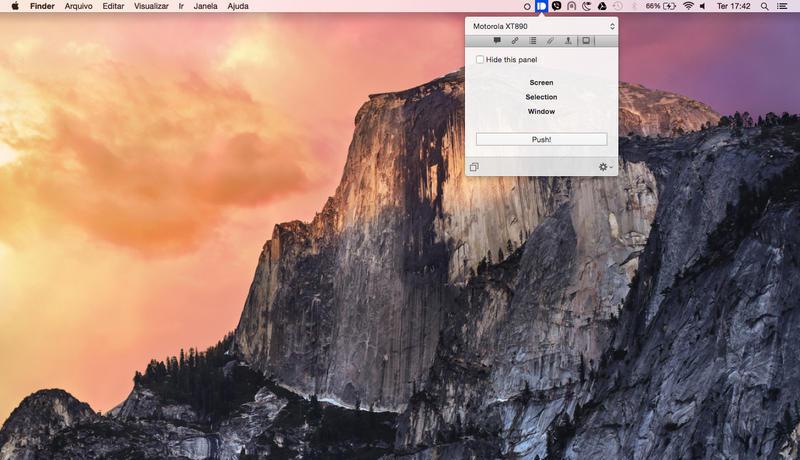 Finder Arquivo Editar Visualizar Ir Janela Ajuda 66% Ter 17:42
Motorola XT890
Hide this panel
Screen
Selection
Window
Push!